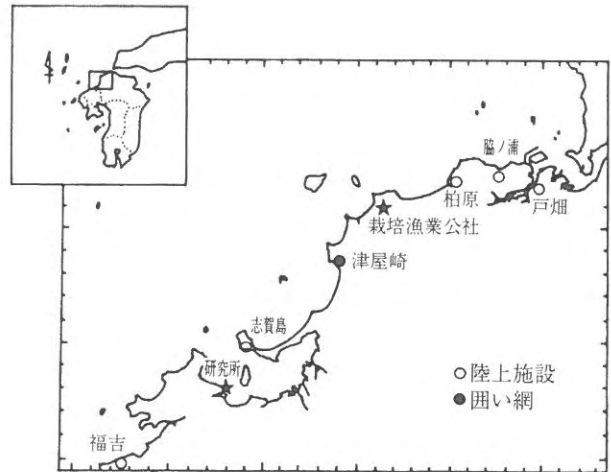 脇ノ浦
柏原
戸畑
栽培漁業公社
津屋崎
志賀島
研究所
福吉
○陸上施設
●囲い網